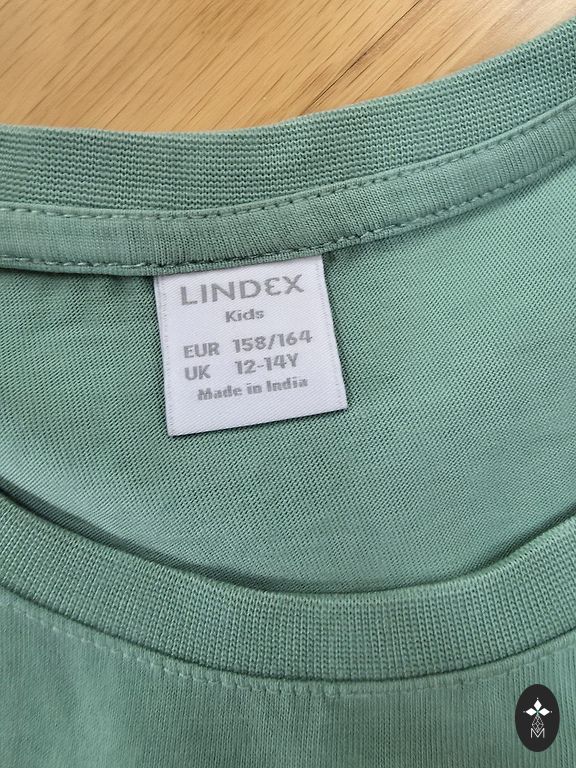 LINDEX
Kids
EUR 158/164
UK 12-14Y
Made in India
M